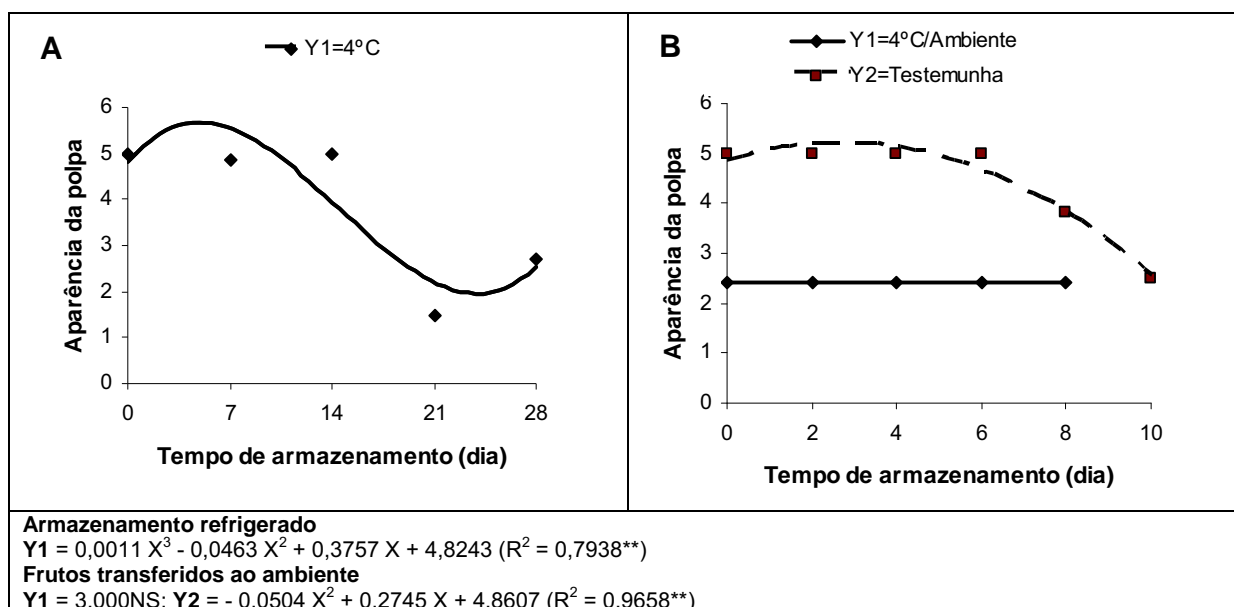 A
Y1=4ºC
Aparência da polpa
6
5
4
3
2
1
0
0 7 14 21 28
Tempo de armazenamento (dia)
B
Y1=4ºC/Ambiente
Y2=Testemunha
Aparência da polpa
6
5
4
3
2
1
0
0 2 4 6 8 10
Tempo de armazenamento (dia)
Armazenamento refrigerado
Y1 = 0,0011 X³ - 0,0463 X² + 0,3757 X + 4,8243 (R² = 0,7938**)
Frutos transferidos ao ambiente
Y1 = 3,000NS; Y2 = - 0,0504 X² + 0,2745 X + 4,8607 (R² = 0,9658**)